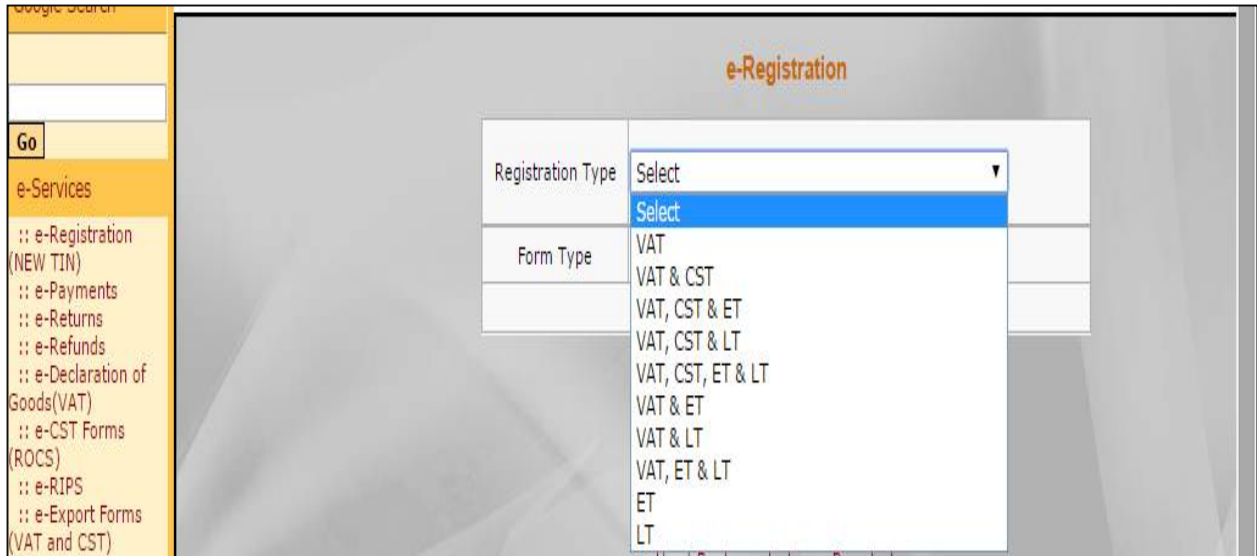 Google Search
Go
e-Services
:: e-Registration
(NEW TIN)
:: e-Payments
:: e-Returns
:: e-Refunds
:: e-Declaration of
Goods(VAT)
:: e-CST Forms
(ROCS)
:: e-RIPS
:: e-Export Forms
(VAT and CST)
e-Registration
Registration Type
Select
Select
VAT
VAT & CST
VAT, CST & ET
VAT, CST & LT
VAT, CST, ET & LT
VAT & ET
VAT & LT
VAT, ET & LT
ET
LT
Form Type